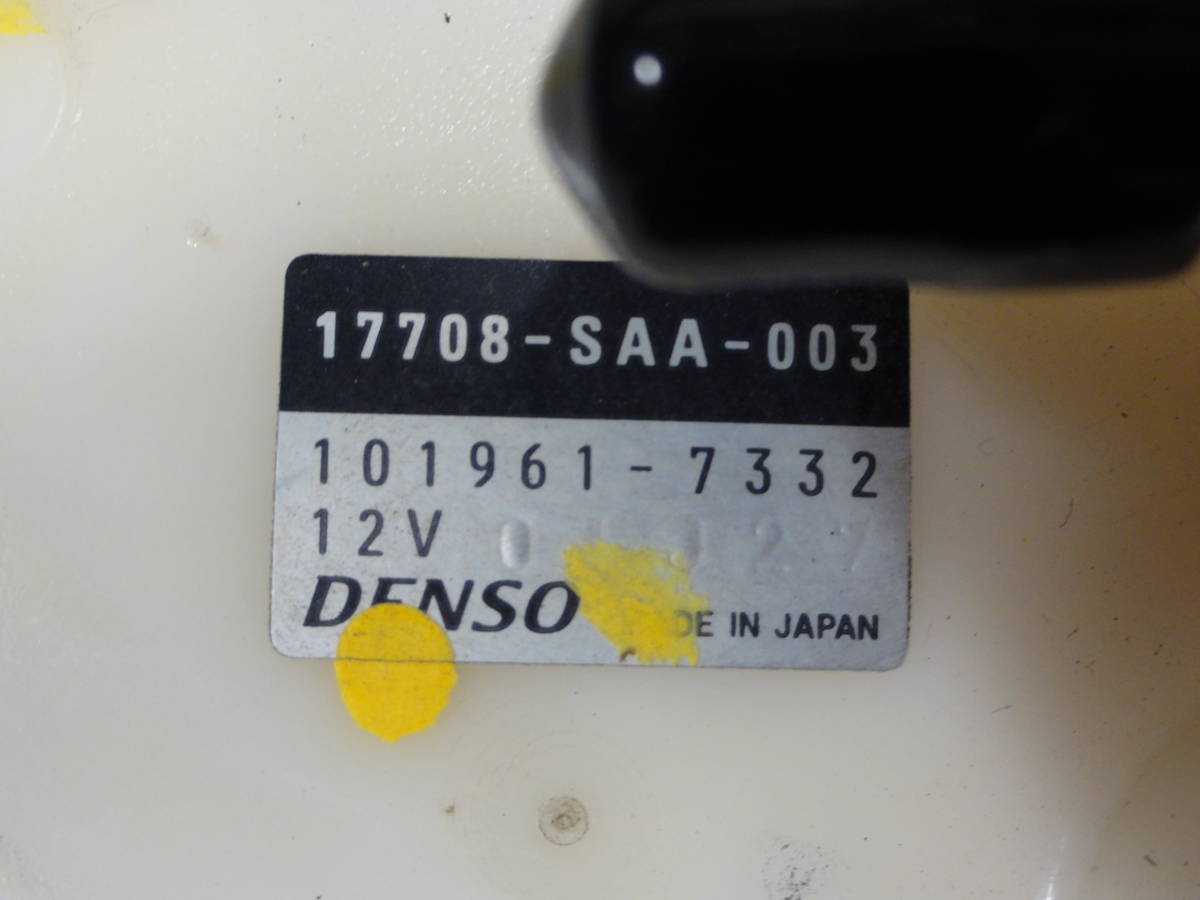 17708-SAA-003
101961-7332
12V
DENSO
DE IN JAPAN